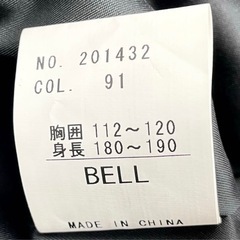 NO. 201432
COL. 91
胸囲 112～120
身長 180～190
BELL
MADE IN CHINA